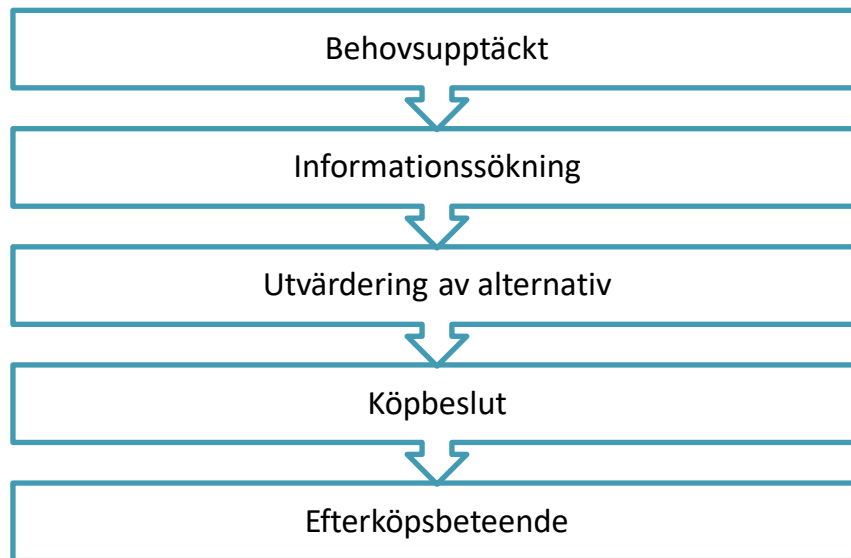 Behovsupptäckt
Informationssökning
Utvärdering av alternativ
Köpbeslut
Efterköpsbeteende